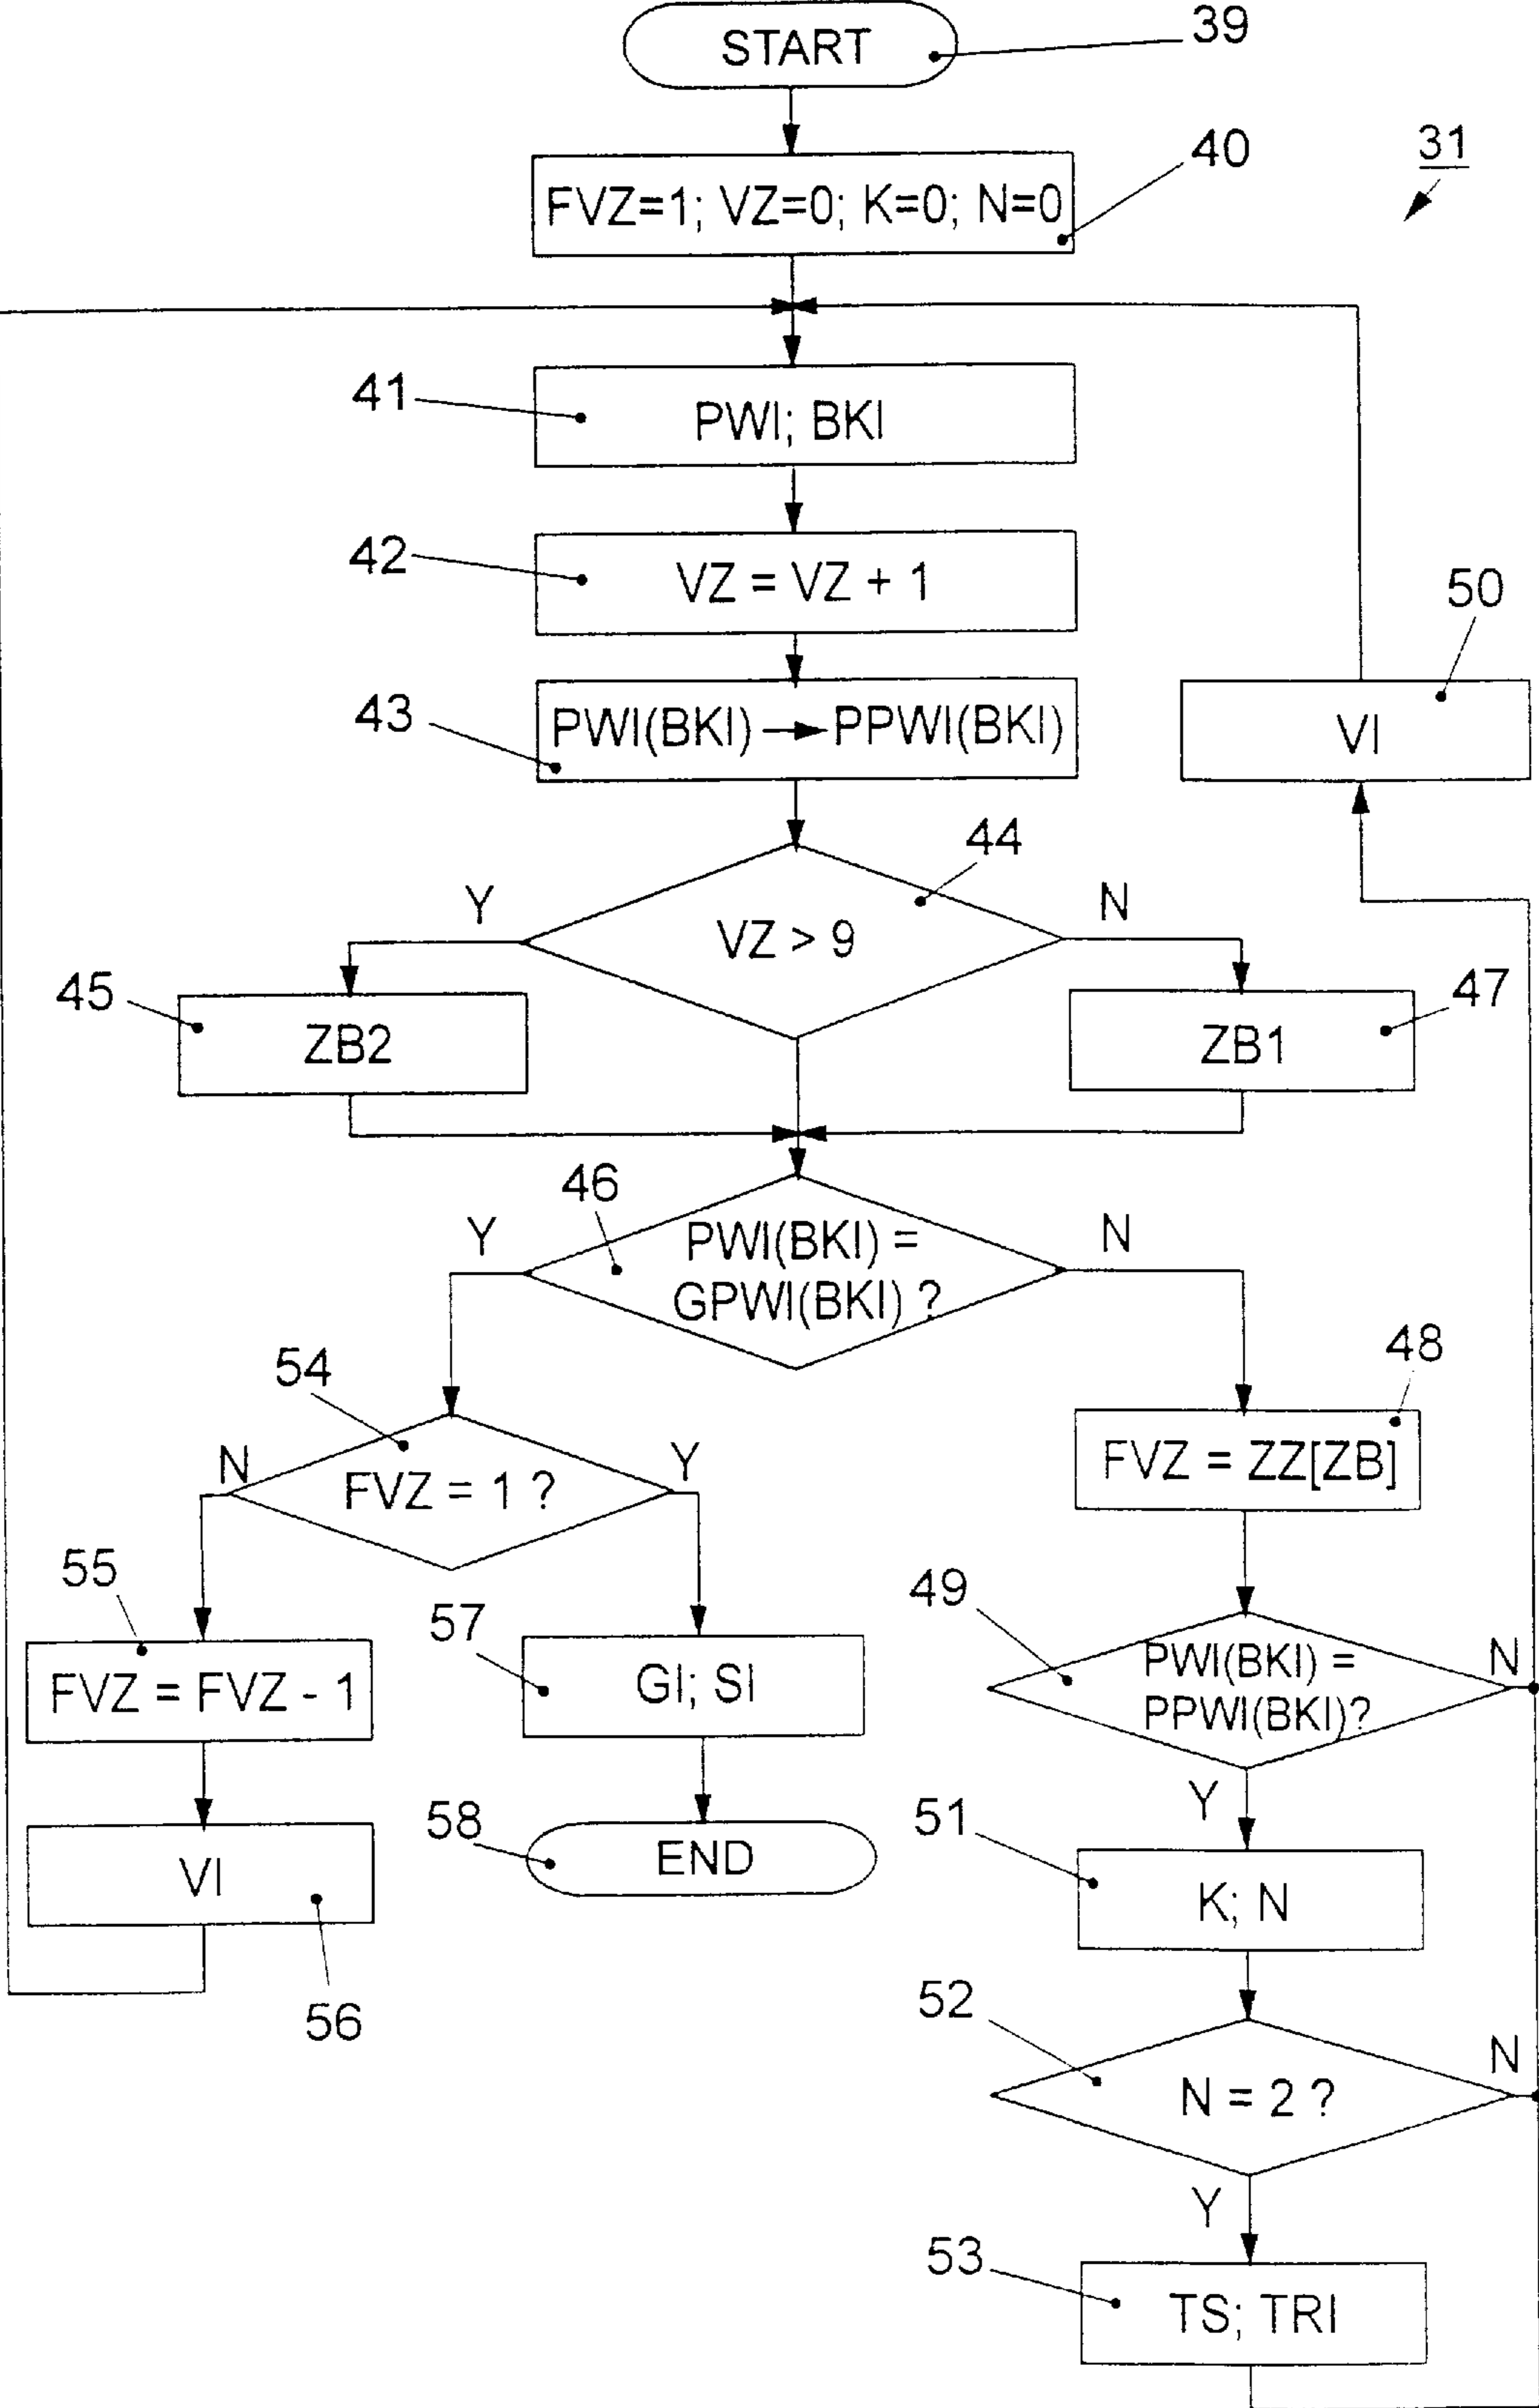 START
39
40
31
FVZ=1; VZ=0; K=0; N=0
41
PWI; BKI
42
VZ = VZ + 1
50
43
PWI(BKI) → PPWI(BKI)
VI
44
Y
N
VZ > 9
45
47
ZB2
ZB1
46
Y
N
PWI(BKI) =
GPWI(BKI) ?
48
54
N
Y
FVZ = 1 ?
FVZ = ZZ[ZB]
55
57
49
FVZ = FVZ - 1
GI; SI
PWI(BKI) =
PPWI(BKI)?
N
Y
58
END
51
VI
K; N
56
52
N
N = 2 ?
Y
53
TS; TRI